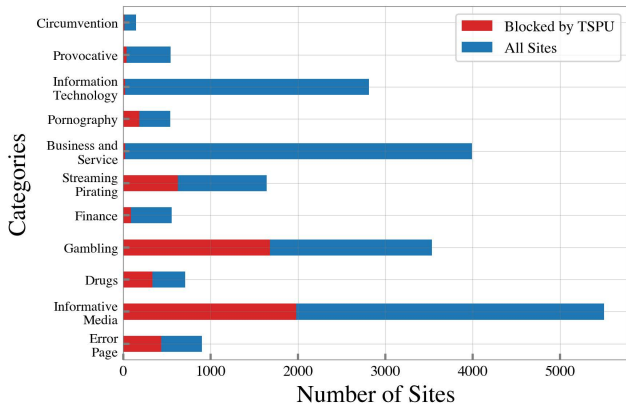 Blocked by TSPU
All Sites
Categories
Circumvention
Provocative
Information
Technology
Pornography
Business and
Service
Streaming
Pirating
Finance
Gambling
Drugs
Informative
Media
Error
Page
0 1000 2000 3000 4000 5000
Number of Sites